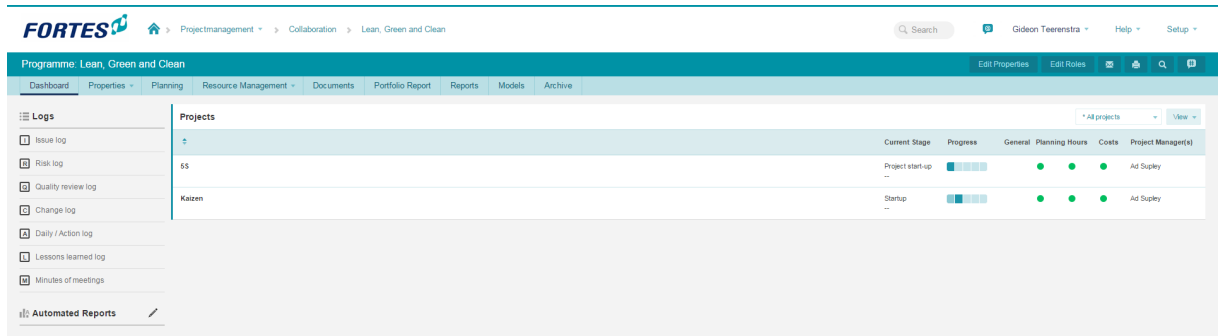 FORTES > Projectmanagement > Collaboration > Lean, Green and Clean Search Gideon Teerenstra Help Setup
Programme: Lean, Green and Clean Edit Properties Edit Roles
Dashboard Properties Planning Resource Management Documents Portfolio Report Reports Models Archive
Logs
I Issue log
R Risk log
Q Quality review log
C Change log
A Daily / Action log
L Lessons learned log
M Minutes of meetings
Automated Reports
Projects * All projects View
Current Stage Progress General Planning Hours Costs Project Manager(s)
5S Project start-up Ad Supley
--
Kaizen Startup Ad Supley
--